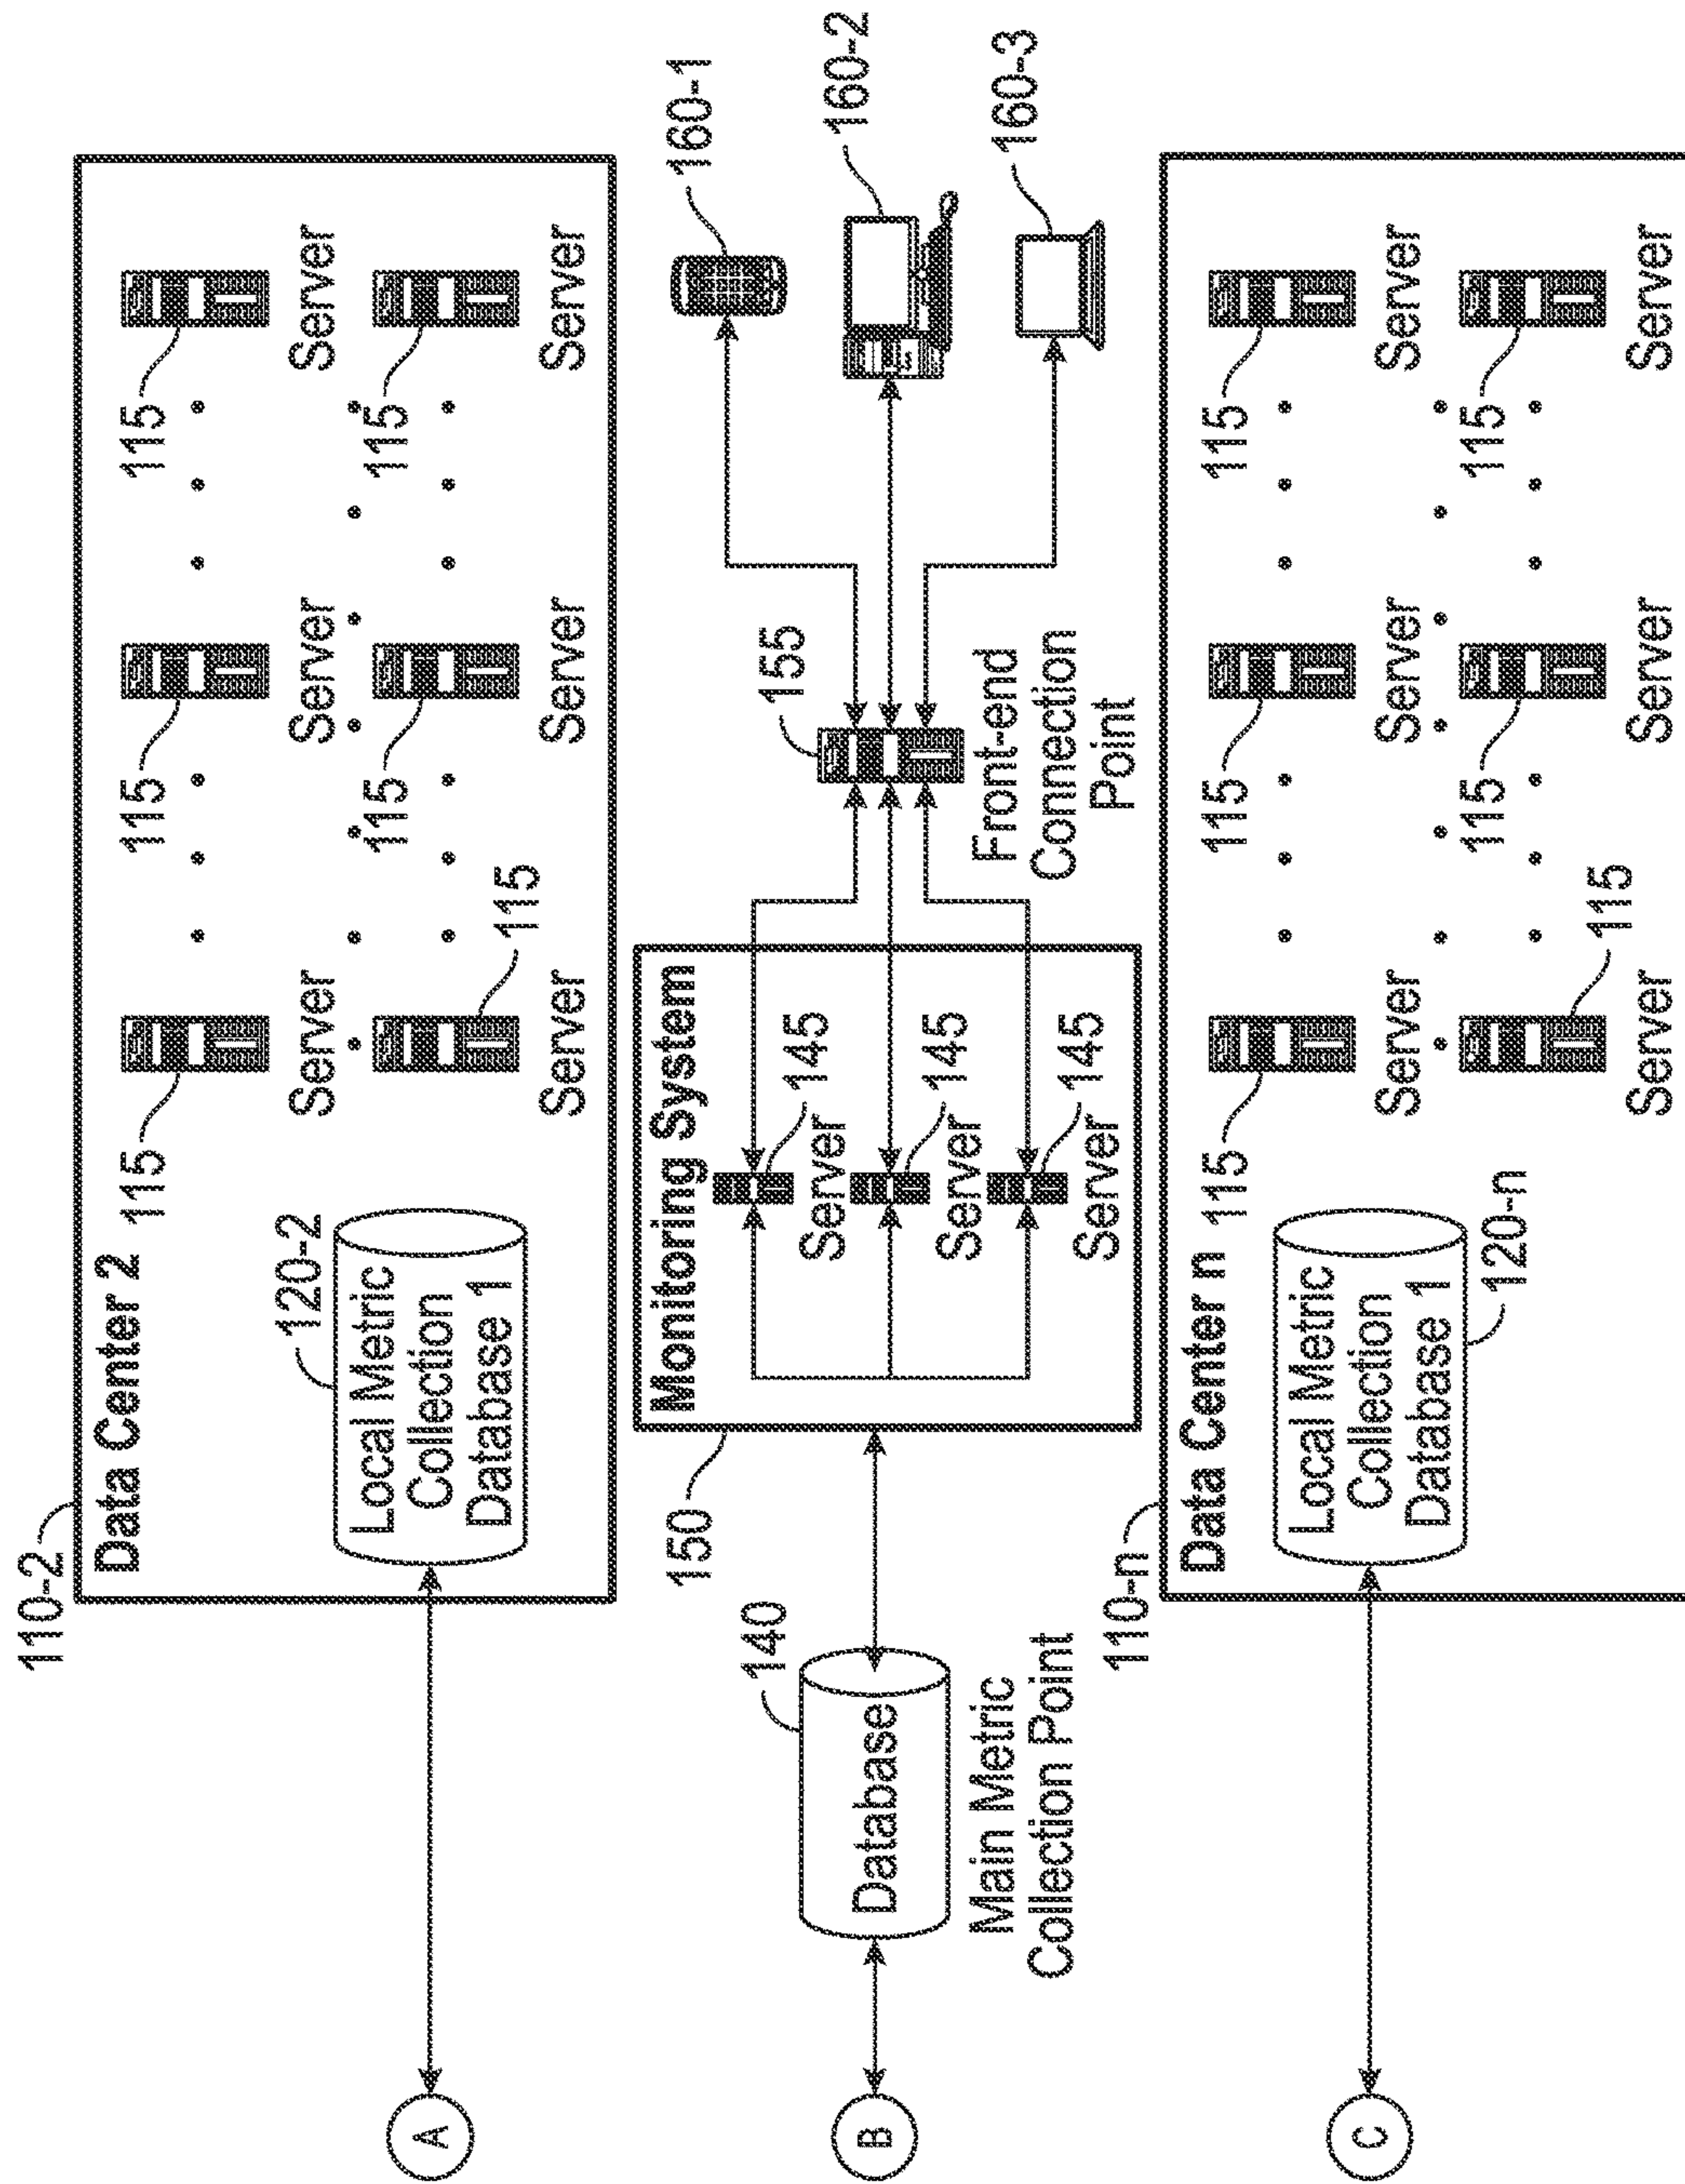 110-2
Data Center 2
120-2
Local Metric
Collection
Database 1
115
115
115
Server
Server
Server
115
115
115
Server
Server
Server
A
B
140
Database
Main Metric
Collection Point
150
Monitoring System
145
Server
145
Server
145
Server
155
Front-end
Connection
Point
160-1
160-2
160-3
110-n
Data Center n
Local Metric
Collection
Database 1
120-n
115
115
115
Server
Server
Server
115
115
115
Server
Server
Server
C